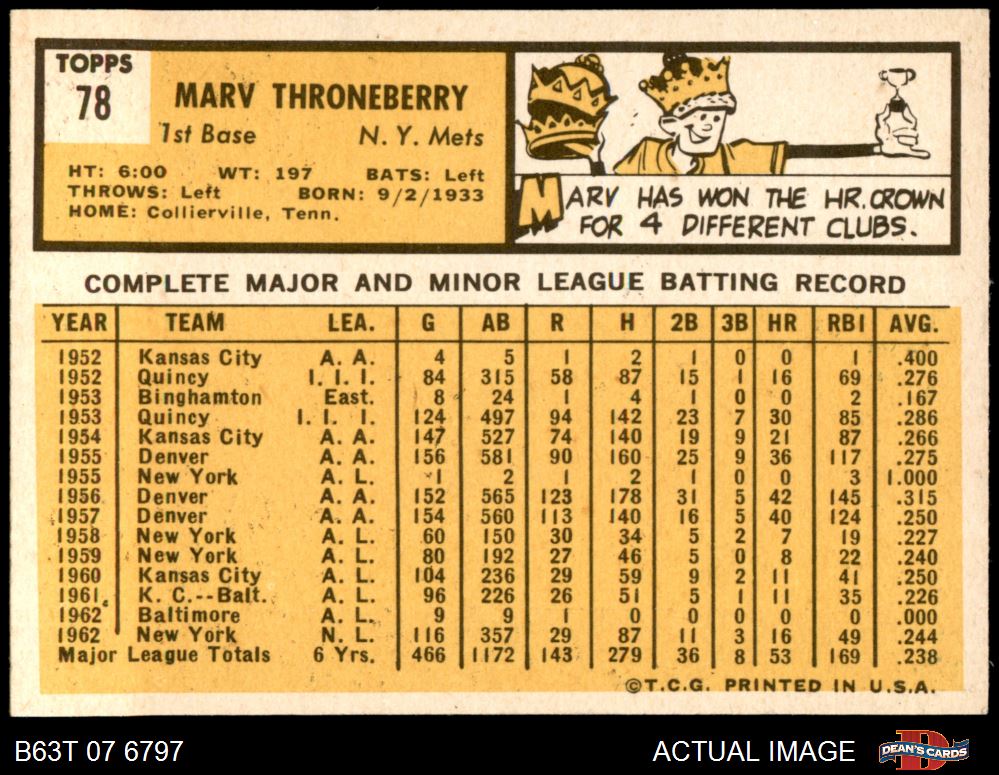 TOPPS
78
MARV THRONEBERRY
1st Base N. Y. Mets
HT: 6:00 WT: 197 BATS: Left
THROWS: Left BORN: 9/2/1933
HOME: Collierville, Tenn.
MARV HAS WON THE HR. CROWN
FOR 4 DIFFERENT CLUBS.
COMPLETE MAJOR AND MINOR LEAGUE BATTING RECORD
YEAR TEAM LEA. G AB R H 2B 3B HR RBI AVG.
1952 Kansas City A. A. 4 5 1 2 1 0 0 1 .400
1952 Quincy I. I. I. 84 315 58 87 15 1 16 69 .276
1953 Binghamton East. 8 24 1 4 1 0 0 2 .167
1953 Quincy I. I. I. 124 497 94 142 23 7 30 85 .286
1954 Kansas City A. A. 147 527 74 140 19 9 21 87 .266
1955 Denver A. A. 156 581 90 160 25 9 36 117 .275
1955 New York A. L. 1 2 1 2 1 0 0 3 1.000
1956 Denver A. A. 152 565 123 178 31 5 42 145 .315
1957 Denver A. A. 154 560 113 140 16 5 40 124 .250
1958 New York A. L. 60 150 30 34 5 2 7 19 .227
1959 New York A. L. 80 192 27 46 5 0 8 22 .240
1960 Kansas City A. L. 104 236 29 59 9 2 11 41 .250
1961 K. C.--Balt. A. L. 96 226 26 51 5 1 11 35 .226
1962 Baltimore A. L. 9 9 1 0 0 0 0 0 .000
1962 New York N. L. 116 357 29 87 11 3 16 49 .244
Major League Totals 6 Yrs. 466 1172 143 279 36 8 53 169 .238
©T.C.G. PRINTED IN U.S.A.
B63T 07 6797 ACTUAL IMAGE DEAN'S CARDS